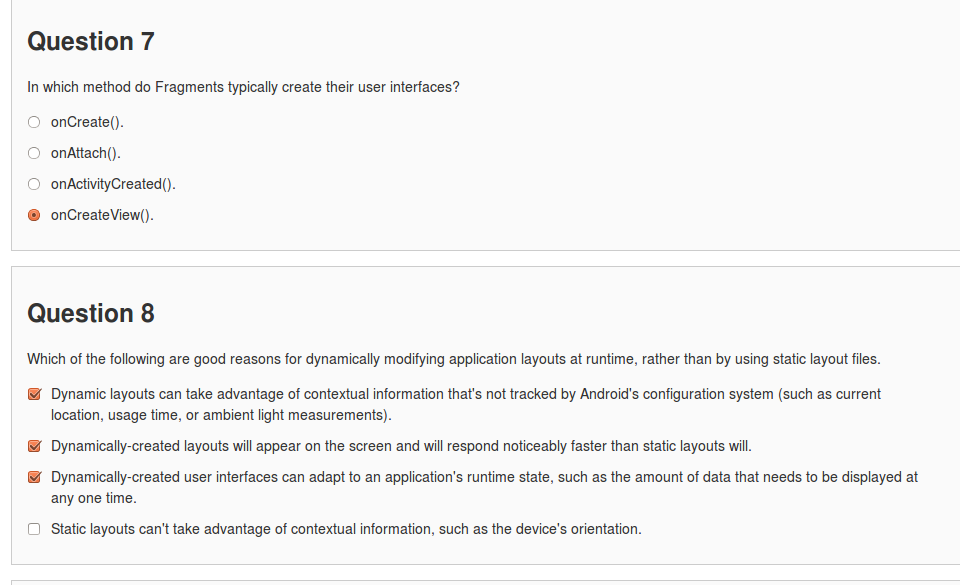 Question 7
In which method do Fragments typically create their user interfaces?
onCreate().
onAttach().
onActivityCreated().
onCreateView().
Question 8
Which of the following are good reasons for dynamically modifying application layouts at runtime, rather than by using static layout files.
Dynamic layouts can take advantage of contextual information that's not tracked by Android's configuration system (such as current
location, usage time, or ambient light measurements).
Dynamically-created layouts will appear on the screen and will respond noticeably faster than static layouts will.
Dynamically-created user interfaces can adapt to an application's runtime state, such as the amount of data that needs to be displayed at
any one time.
Static layouts can't take advantage of contextual information, such as the device's orientation.